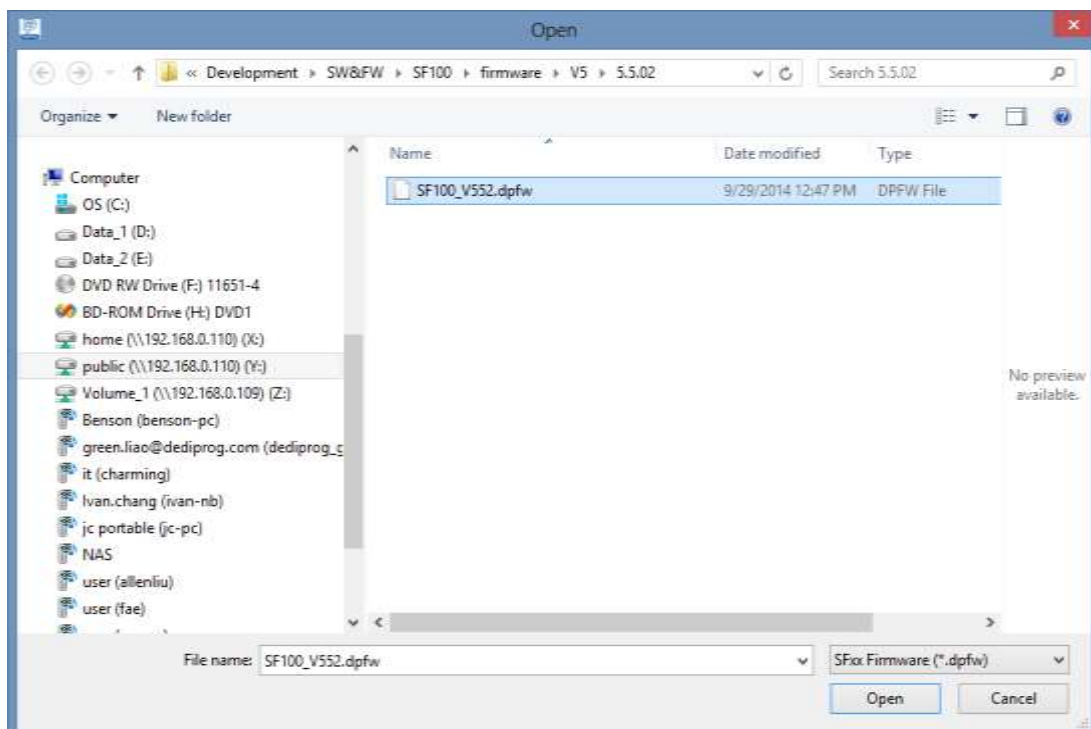 Open
« Development SW&FW SF100 firmware V5 5.5.02
Search 5.5.02
Organize New folder
Name Date modified Type
Computer
OS (C:)
Data_1 (D:)
Data_2 (E:)
DVD RW Drive (F:) 11651-4
BD-ROM Drive (H:) DVD1
home (\\192.168.0.110) (X:)
public (\\192.168.0.110) (Y:)
Volume_1 (\\192.168.0.109) (Z:)
Benson (benson-pc)
green.liao@dediprog.com (dediprog_g
it (charming)
Ivan.chang (ivan-nb)
jc portable (jc-pc)
NAS
user (allenliu)
user (fae)
SF100_V552.dpfw 9/29/2014 12:47 PM DPFW File
No preview
available.
File name: SF100_V552.dpfw SFxx Firmware (*.dpfw)
Open Cancel